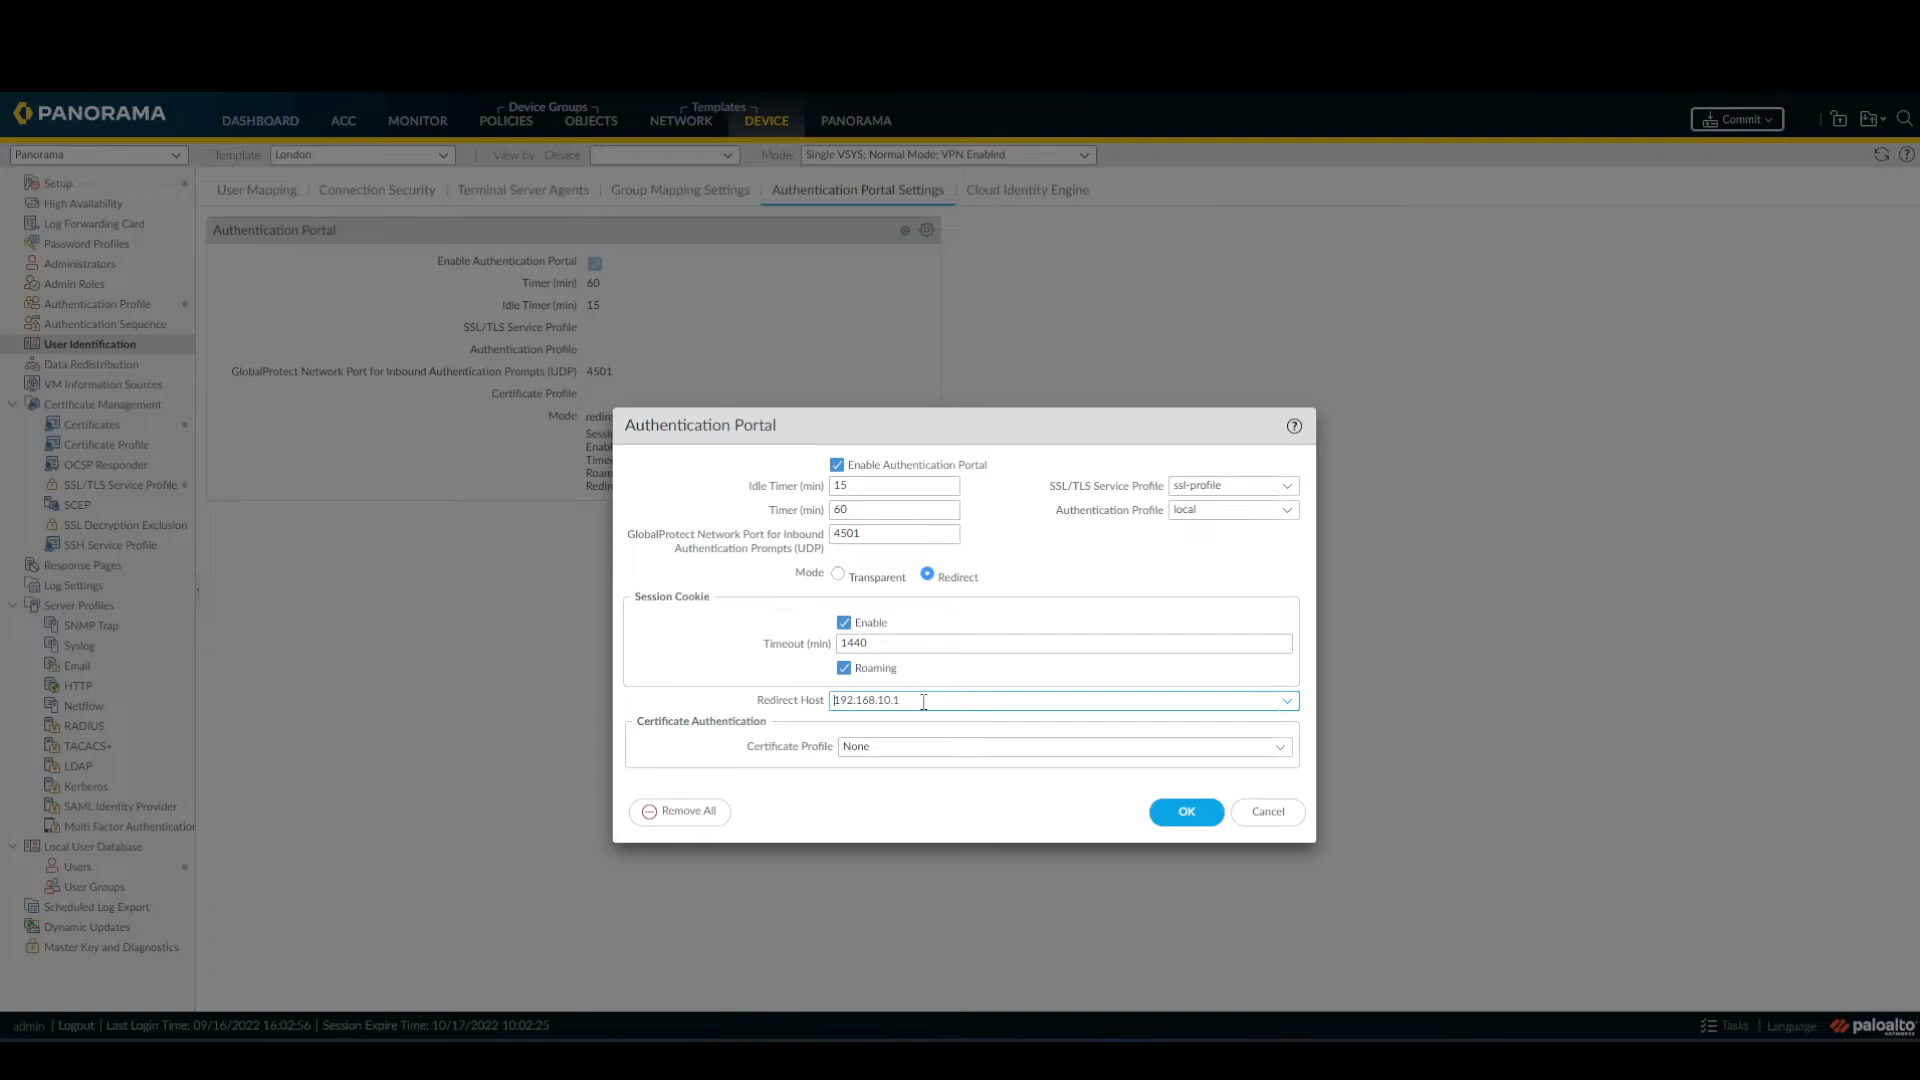 PANORAMA
Device Groups
Templates
DASHBOARD ACC MONITOR POLICIES OBJECTS NETWORK DEVICE PANORAMA
Commit
Panorama Template London View by Device Mode Single VSYS; Normal Mode; VPN Enabled
User Mapping Connection Security Terminal Server Agents Group Mapping Settings Authentication Portal Settings Cloud Identity Engine
Setup
High Availability
Log Forwarding Card
Password Profiles
Administrators
Admin Roles
Authentication Profile
Authentication Sequence
User Identification
Data Redistribution
VM Information Sources
Certificate Management
Certificates
Certificate Profile
OCSP Responder
SSL/TLS Service Profile
SCEP
SSL Decryption Exclusion
SSH Service Profile
Response Pages
Log Settings
Server Profiles
SNMP Trap
Syslog
Email
HTTP
Netflow
RADIUS
TACACS+
LDAP
Kerberos
SAML Identity Provider
Multi Factor Authentication
Local User Database
Users
User Groups
Scheduled Log Export
Dynamic Updates
Master Key and Diagnostics
Authentication Portal
Enable Authentication Portal
Timer (min) 60
Idle Timer (min) 15
SSL/TLS Service Profile
Authentication Profile
GlobalProtect Network Port for Inbound Authentication Prompts (UDP) 4501
Certificate Profile
Mode redire
Sessi
Enabl
Timeo
Roam
Redir
Authentication Portal
Enable Authentication Portal
Idle Timer (min) 15 SSL/TLS Service Profile ssl-profile
Timer (min) 60 Authentication Profile local
GlobalProtect Network Port for Inbound 4501
Authentication Prompts (UDP)
Mode Transparent Redirect
Session Cookie
Enable
Timeout (min) 1440
Roaming
Redirect Host 192.168.10.1
Certificate Authentication
Certificate Profile None
Remove All OK Cancel
admin | Logout | Last Login Time: 09/16/2022 16:02:56 | Session Expire Time: 10/17/2022 10:02:25
Tasks | Language paloalto
NETWORKS